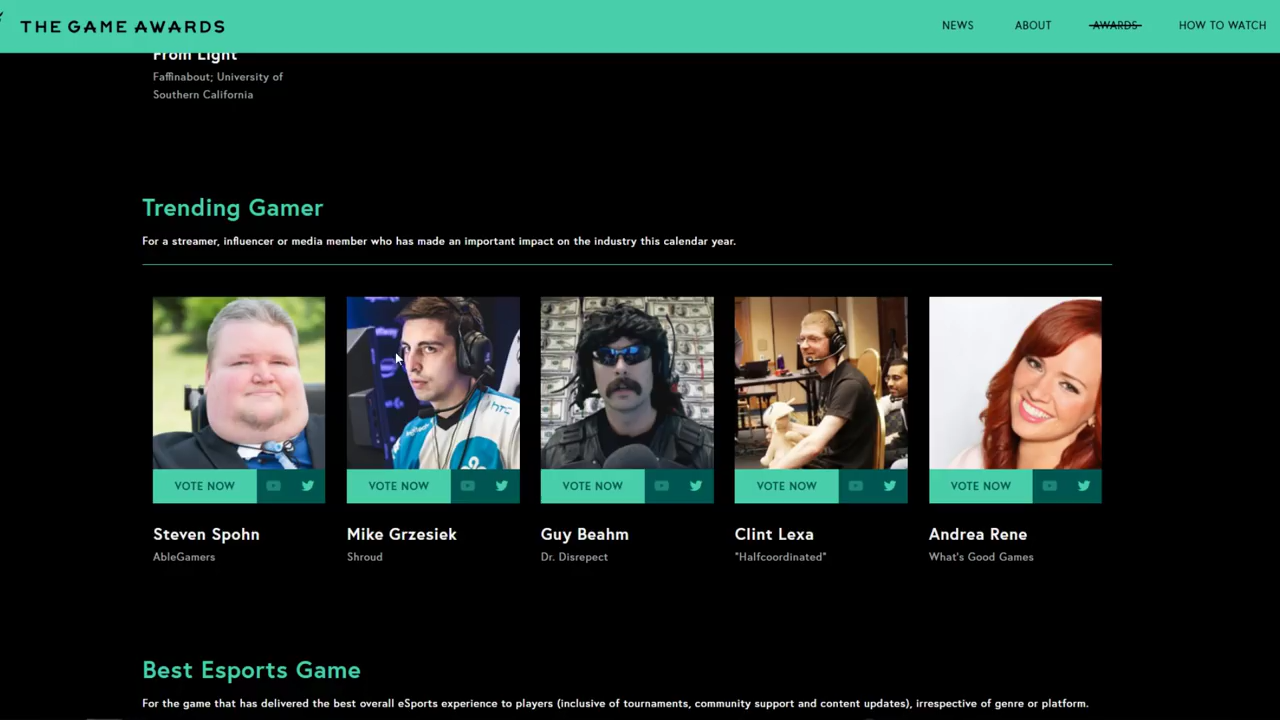 THE GAME AWARDS
NEWS ABOUT AWARDS HOW TO WATCH
From Light
Faffinabout; University of
Southern California
Trending Gamer
For a streamer, influencer or media member who has made an important impact on the industry this calendar year.
htc
VOTE NOW VOTE NOW VOTE NOW VOTE NOW VOTE NOW
Steven Spohn Mike Grzesiek Guy Beahm Clint Lexa Andrea Rene
AbleGamers Shroud Dr. Disrepect "Halfcoordinated" What's Good Games
Best Esports Game
For the game that has delivered the best overall eSports experience to players (inclusive of tournaments, community support and content updates), irrespective of genre or platform.